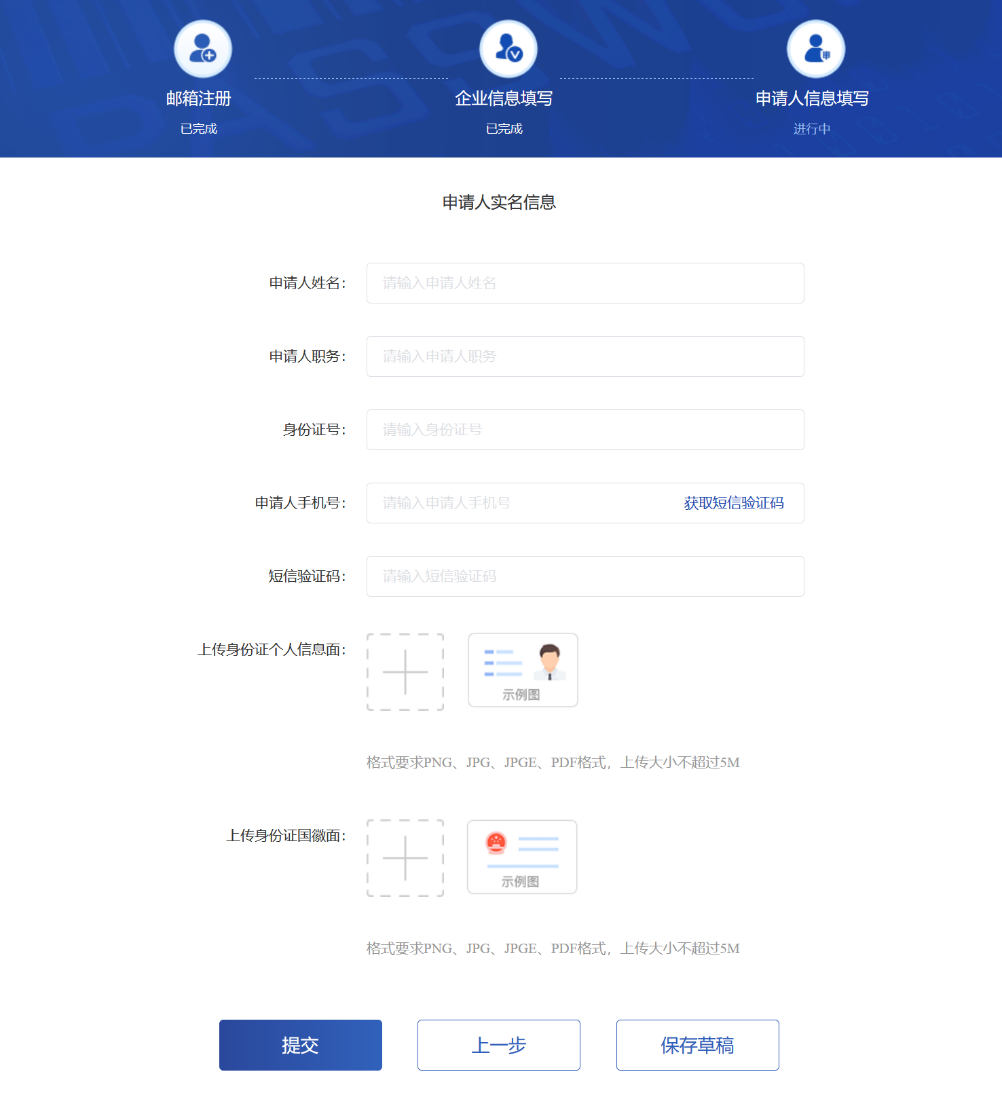 邮箱注册
企业信息填写
申请人信息填写
已完成
已完成
进行中
申请人实名信息
申请人姓名：
请输入申请人姓名
申请人职务：
请输入申请人职务
身份证号：
请输入身份证号
申请人手机号：
请输入申请人手机号
获取短信验证码
短信验证码：
请输入短信验证码
上传身份证个人信息面：
示例图
格式要求PNG、JPG、JPGE、PDF格式，上传大小不超过5M
上传身份证国徽面：
示例图
格式要求PNG、JPG、JPGE、PDF格式，上传大小不超过5M
提交
上一步
保存草稿